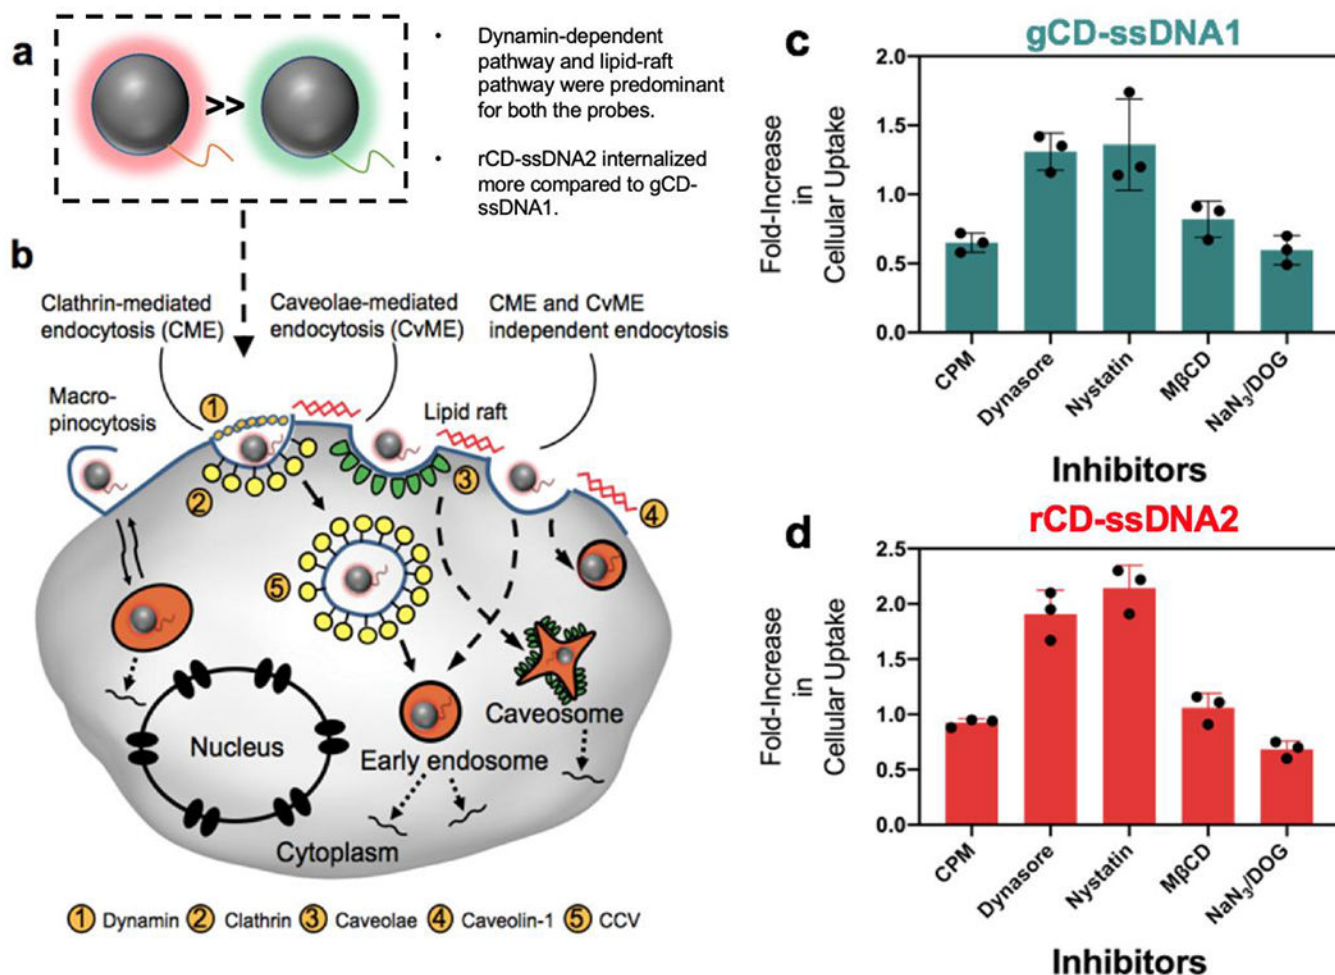 a
>>
• Dynamin-dependent
pathway and lipid-raft
pathway were predominant
for both the probes.
• rCD-ssDNA2 internalized
more compared to gCD-
ssDNA1.
b
Clathrin-mediated
endocytosis (CME)
Caveolae-mediated
endocytosis (CvME)
CME and CvME
independent endocytosis
Macro-
pinocytosis
Lipid raft
1
2
3
4
5
Nucleus
Caveosome
Early endosome
Cytoplasm
1 Dynamin 2 Clathrin 3 Caveolae 4 Caveolin-1 5 CCV
c
gCD-ssDNA1
Fold-Increase
in
Cellular Uptake
2.0
1.5
1.0
0.5
0.0
CPM
Dynasore
Nystatin
MβCD
NaN₃/DOG
Inhibitors
d
rCD-ssDNA2
Fold-Increase
in
Cellular Uptake
2.5
2.0
1.5
1.0
0.5
0.0
CPM
Dynasore
Nystatin
MβCD
NaN₃/DOG
Inhibitors